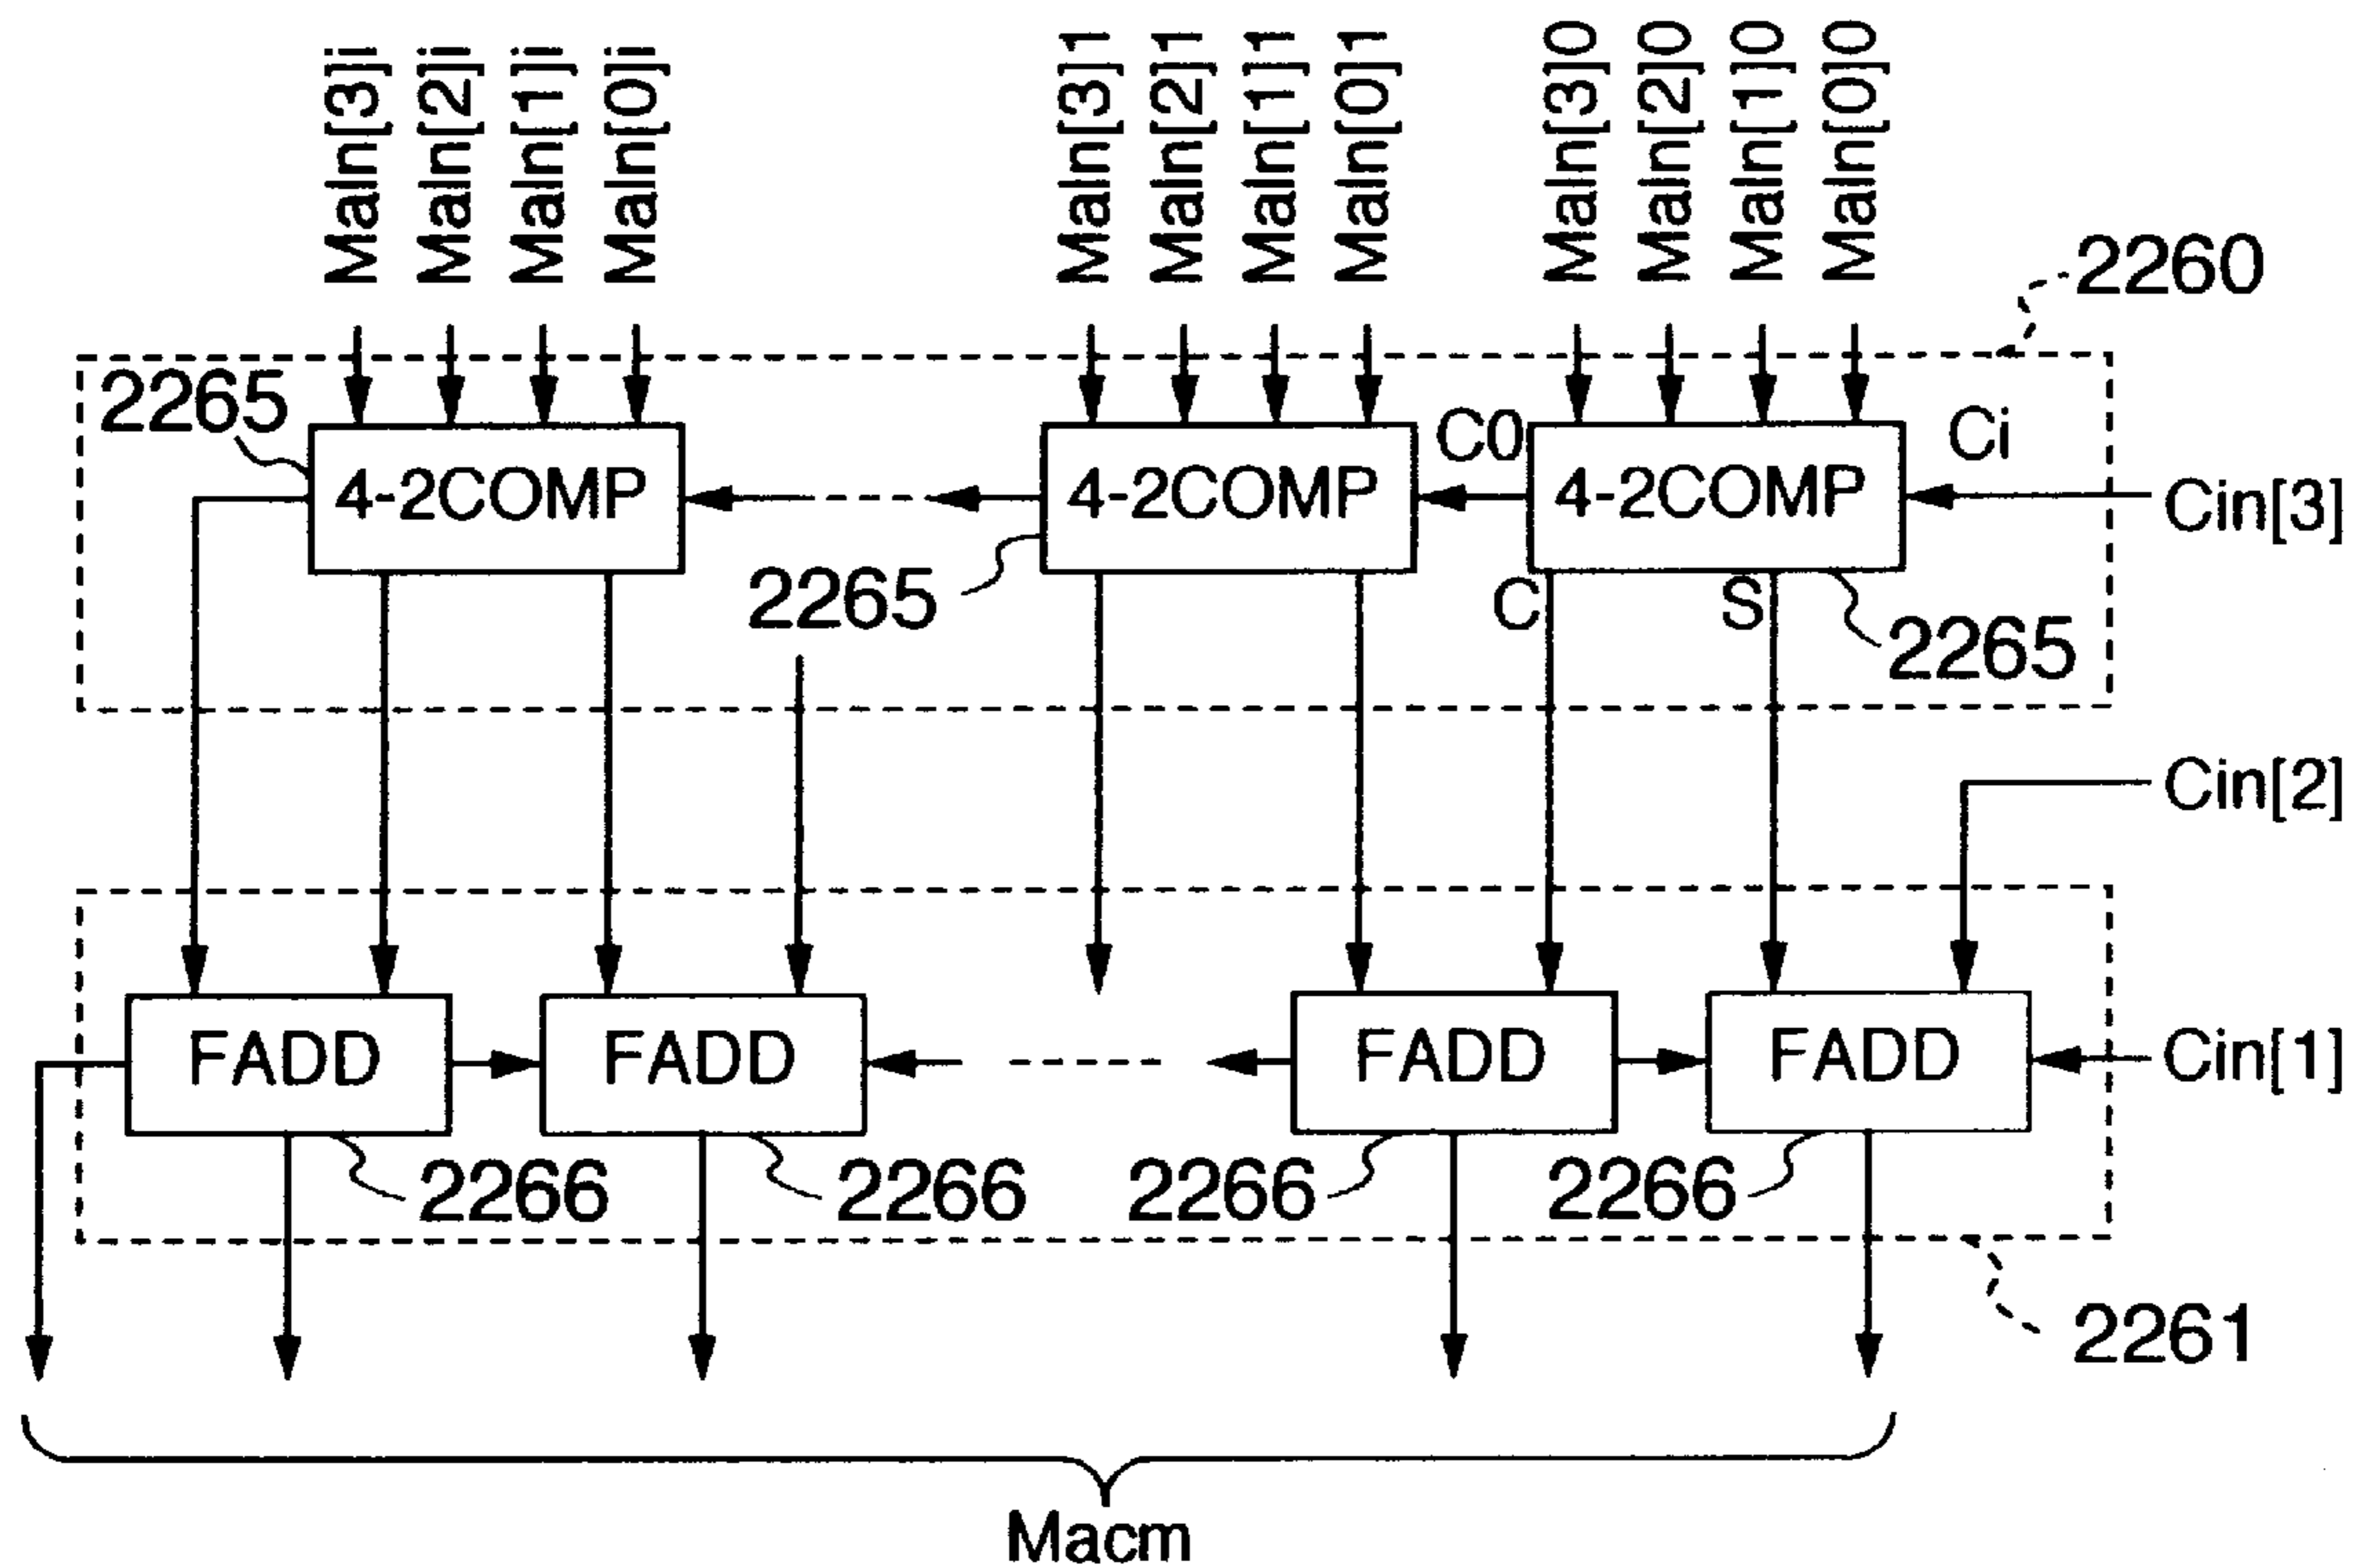 MaIn[3]i
MaIn[2]i
MaIn[1]i
MaIn[0]i
MaIn[3]1
MaIn[2]1
MaIn[1]1
MaIn[0]1
MaIn[3]0
MaIn[2]0
MaIn[1]0
MaIn[0]0
2260
2265
4-2COMP
4-2COMP
C0
4-2COMP
Ci
Cin[3]
2265
C
S
2265
Cin[2]
FADD
FADD
FADD
FADD
Cin[1]
2266
2266
2266
2266
2261
Macm